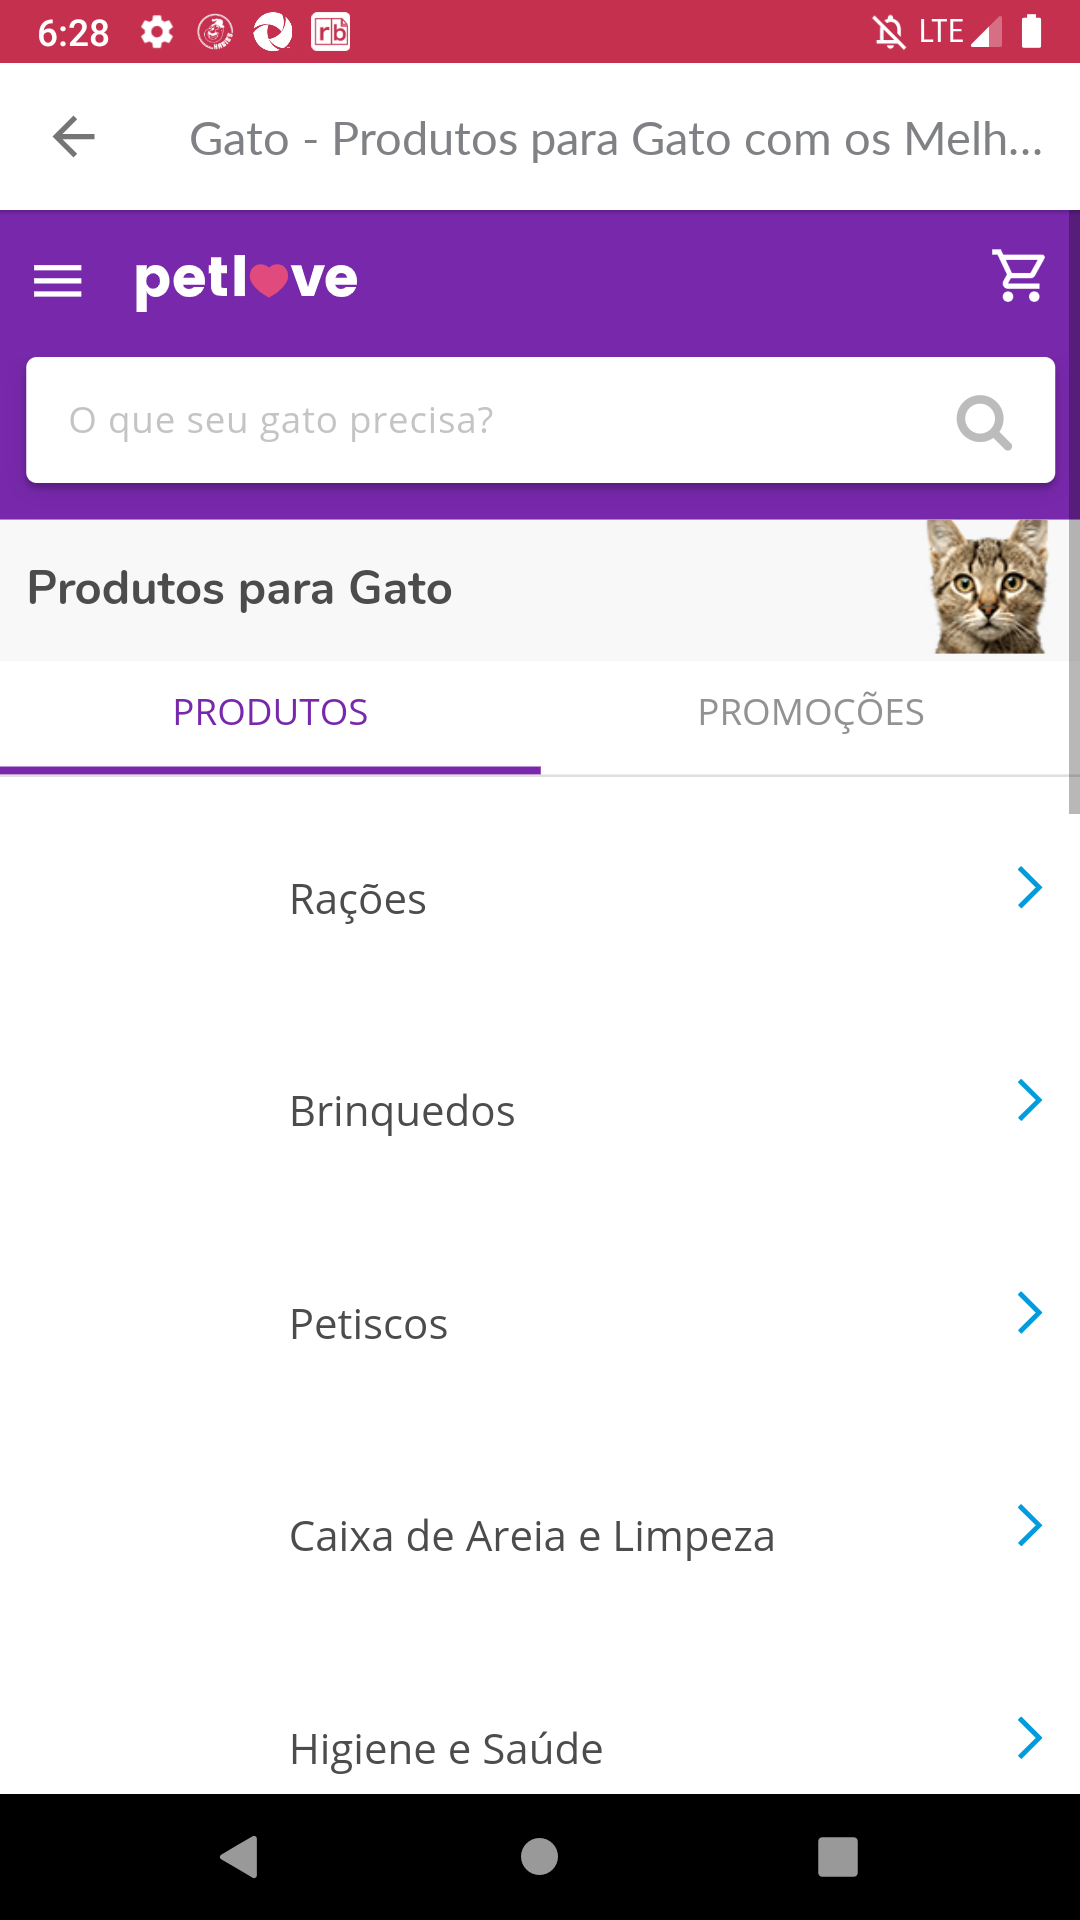 6:28
rb
LTE
Gato - Produtos para Gato com os Melh...
petlove
O que seu gato precisa?
Produtos para Gato
PRODUTOS
PROMOÇÕES
Rações
Brinquedos
Petiscos
Caixa de Areia e Limpeza
Higiene e Saúde